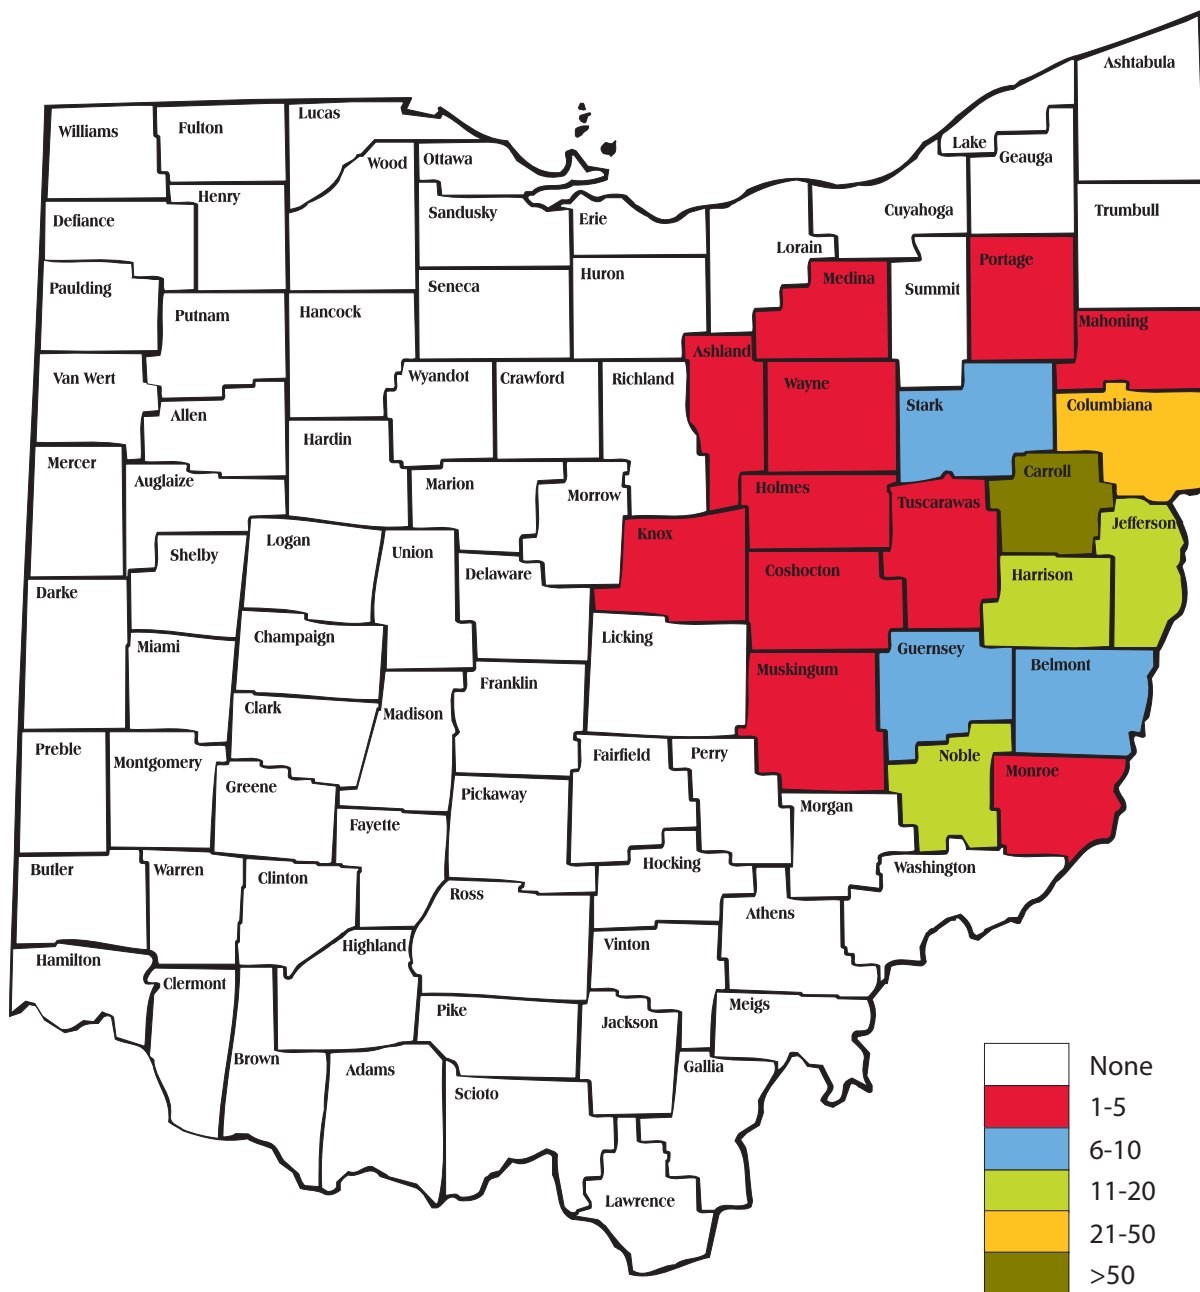 Ashtabula
Lucas
Williams
Fulton
Lake
Geauga
Wood
Ottawa
Henry
Defiance
Sandusky
Erie
Cuyahoga
Trumbull
Lorain
Portage
Huron
Medina
Paulding
Seneca
Summit
Putnam
Hancock
Mahoning
Ashland
Van Wert
Wyandot
Crawford
Richland
Wayne
Stark
Columbiana
Allen
Hardin
Mercer
Carroll
Auglaize
Marion
Morrow
Holmes
Tuscarawas
Jefferson
Knox
Logan
Union
Shelby
Delaware
Coshocton
Harrison
Darke
Champaign
Licking
Miami
Guernsey
Belmont
Muskingum
Franklin
Clark
Madison
Preble
Montgomery
Fairfield
Perry
Noble
Monroe
Greene
Pickaway
Morgan
Fayette
Hocking
Butler
Warren
Clinton
Washington
Ross
Athens
Highland
Vinton
Hamilton
Clermont
Meigs
Pike
Jackson
Brown
Adams
Gallia
Scioto
Lawrence
None
1-5
6-10
11-20
21-50
>50